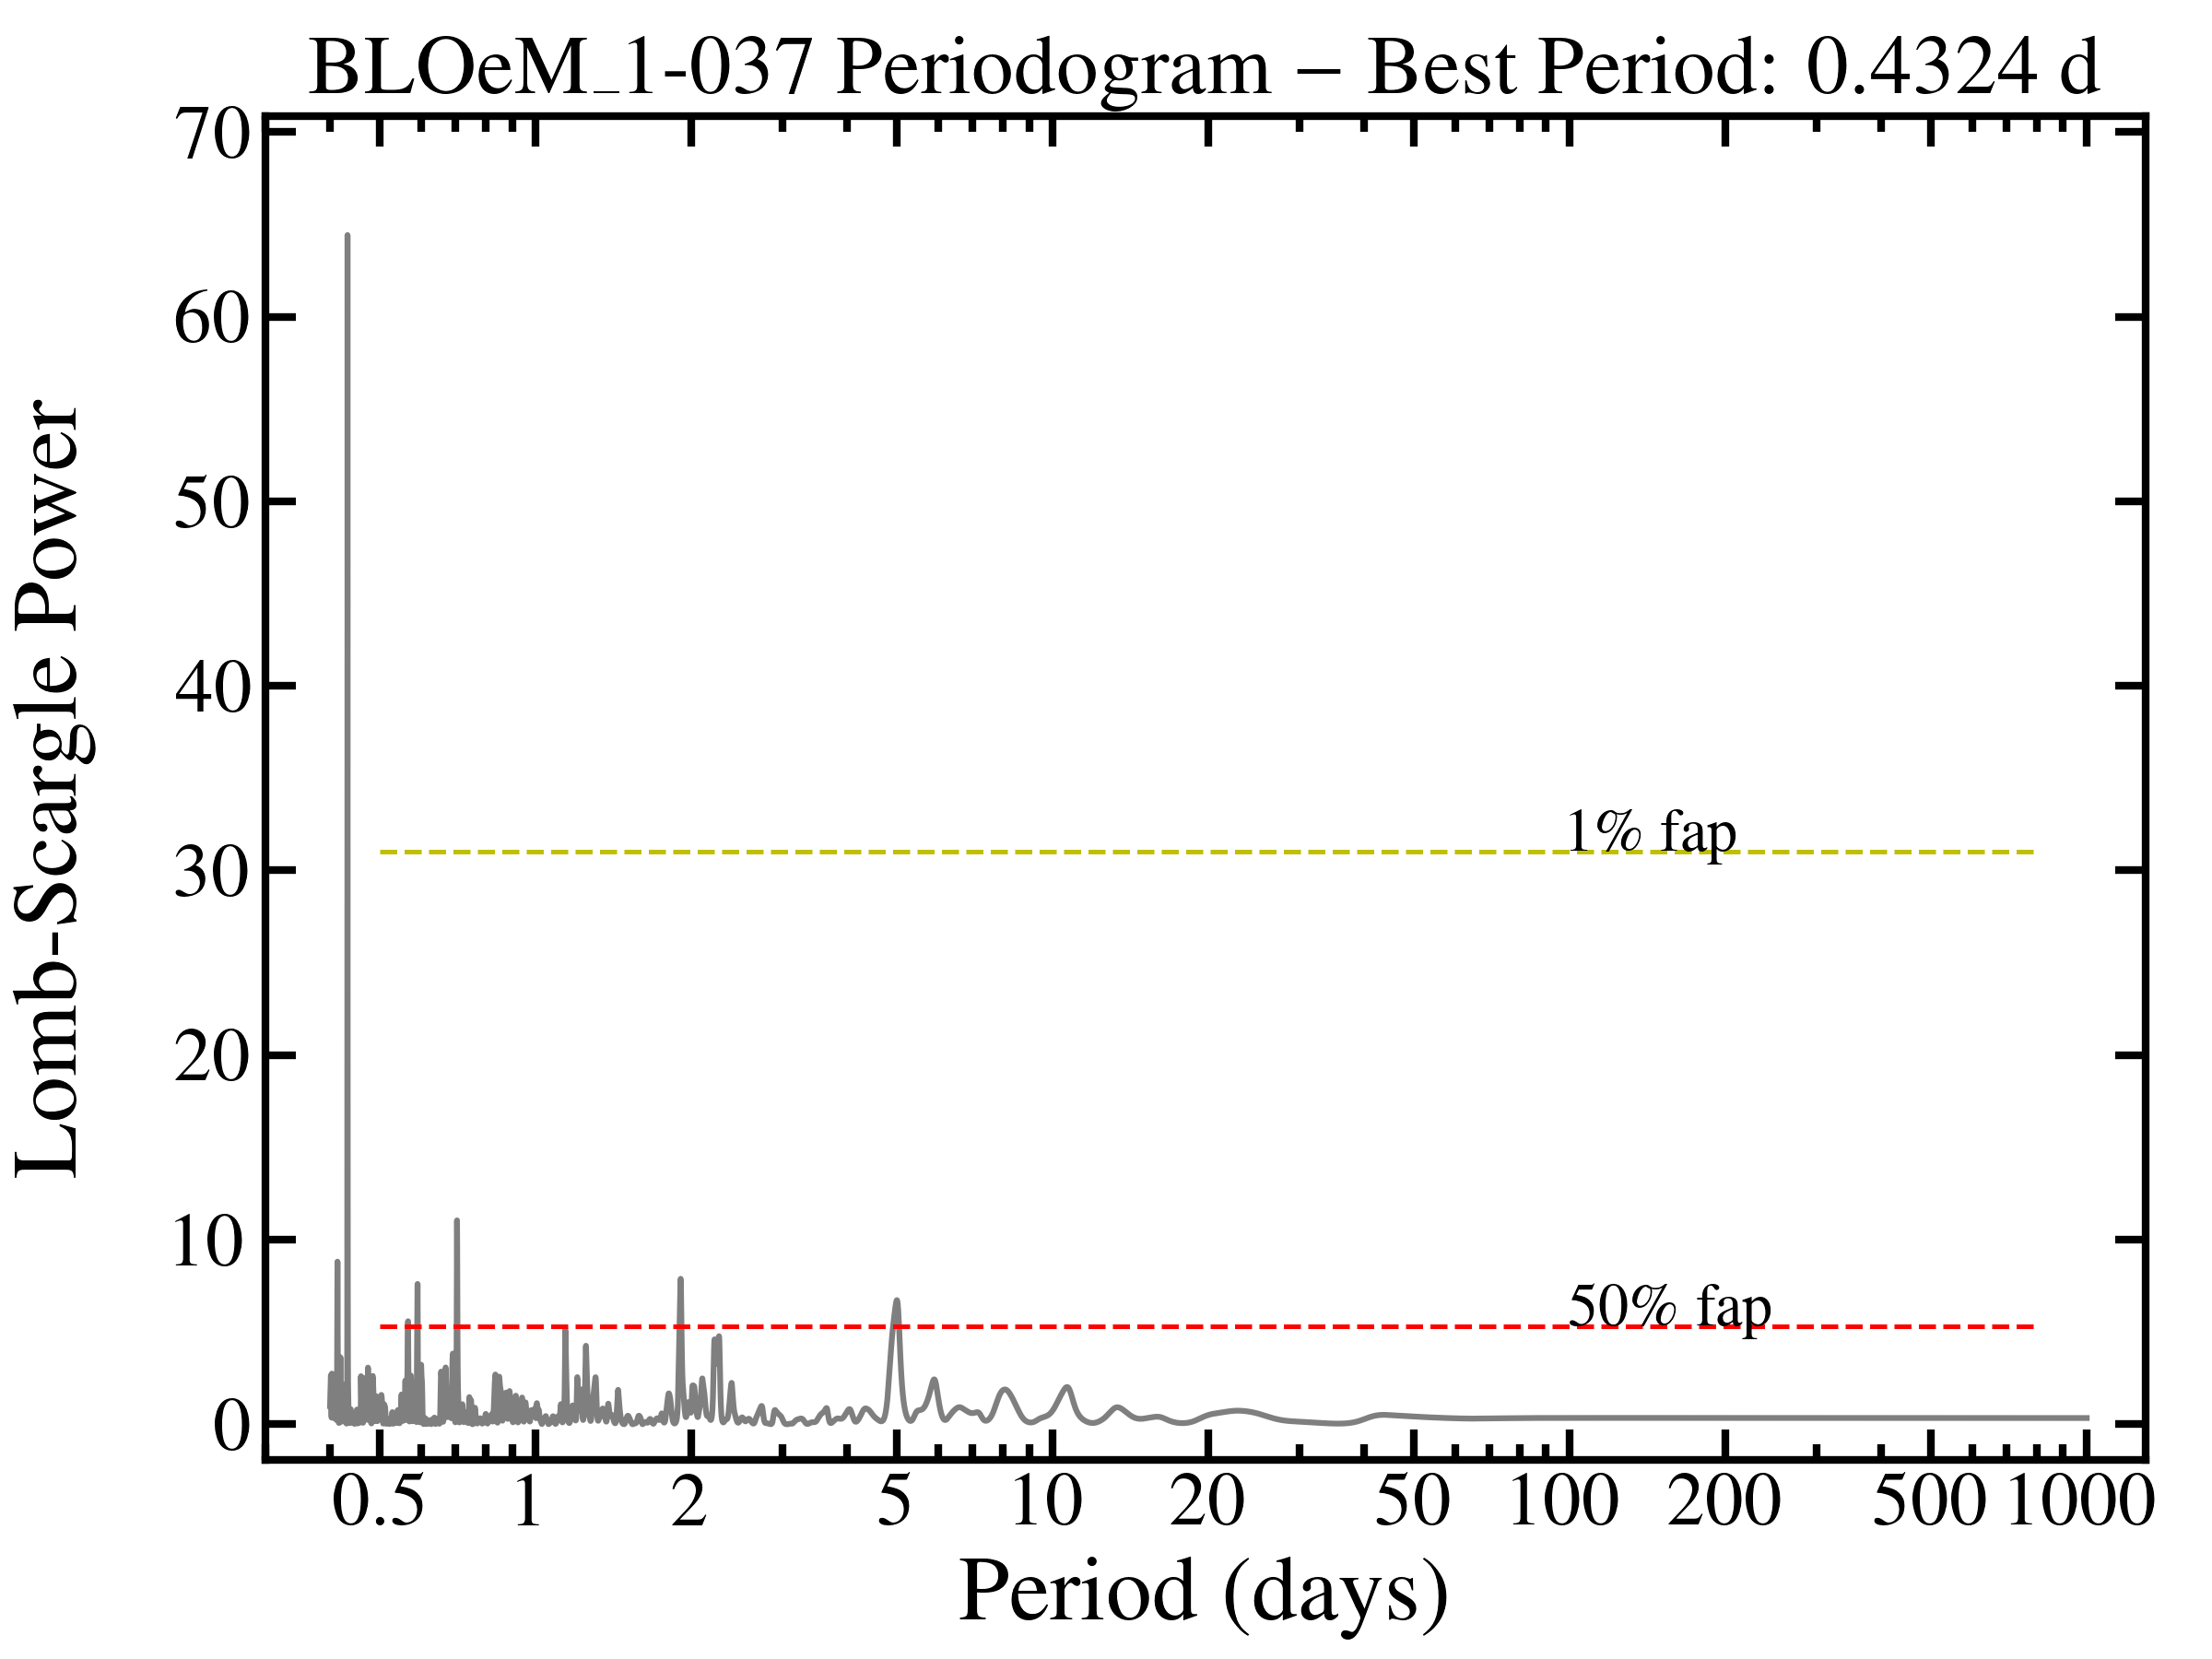 BLOeM_1-037 Periodogram − Best Period: 0.4324 d
Lomb-Scargle Power
70
60
50
40
30
20
10
0
1% fap
50% fap
0.5 1 2 5 10 20 50 100 200 500 1000
Period (days)